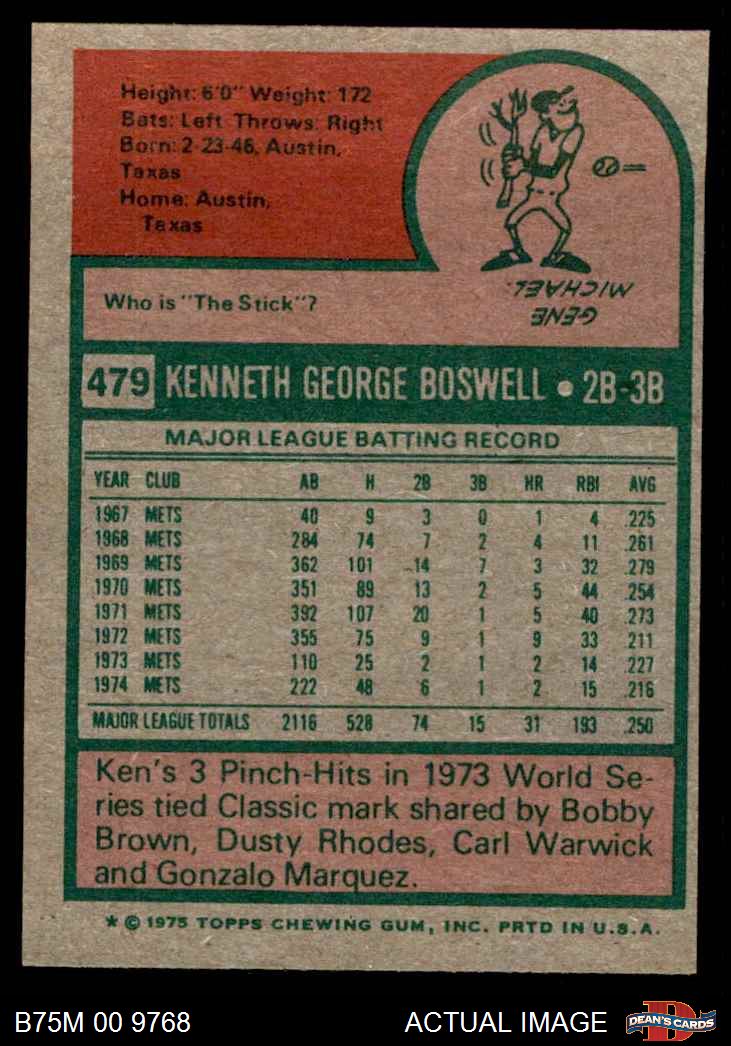 Height: 6'0" Weight: 172
Bats: Left Throws: Right
Born: 2-23-46, Austin,
Texas
Home: Austin,
Texas
GENE
MICHAEL.
Who is "The Stick"?
479 KENNETH GEORGE BOSWELL • 2B-3B
MAJOR LEAGUE BATTING RECORD
YEAR CLUB AB H 2B 3B HR RBI AVG
1967 METS 40 9 3 0 1 4 .225
1968 METS 284 74 7 2 4 11 .261
1969 METS 362 101 14 7 3 32 .279
1970 METS 351 89 13 2 5 44 .254
1971 METS 392 107 20 1 5 40 .273
1972 METS 355 75 9 1 9 33 .211
1973 METS 110 25 2 1 2 14 .227
1974 METS 222 48 6 1 2 15 .216
MAJOR LEAGUE TOTALS 2116 528 74 15 31 193 .250
Ken's 3 Pinch-Hits in 1973 World Se-
ries tied Classic mark shared by Bobby
Brown, Dusty Rhodes, Carl Warwick
and Gonzalo Marquez.
* © 1975 TOPPS CHEWING GUM, INC. PRTD IN U.S.A.
B75M 00 9768 ACTUAL IMAGE
D
DEAN'S CARDS